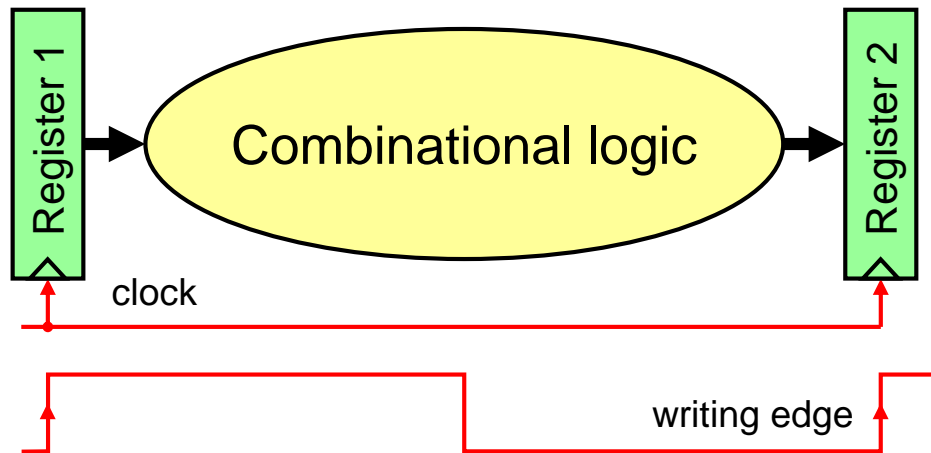 Register 1
Combinational logic
Register 2
clock
writing edge